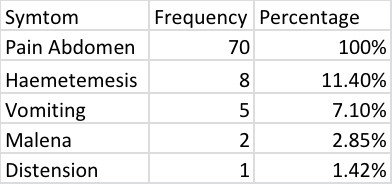 Symtom Frequency Percentage
Pain Abdomen 70 100%
Haemetemesis 8 11.40%
Vomiting 5 7.10%
Malena 2 2.85%
Distension 1 1.42%